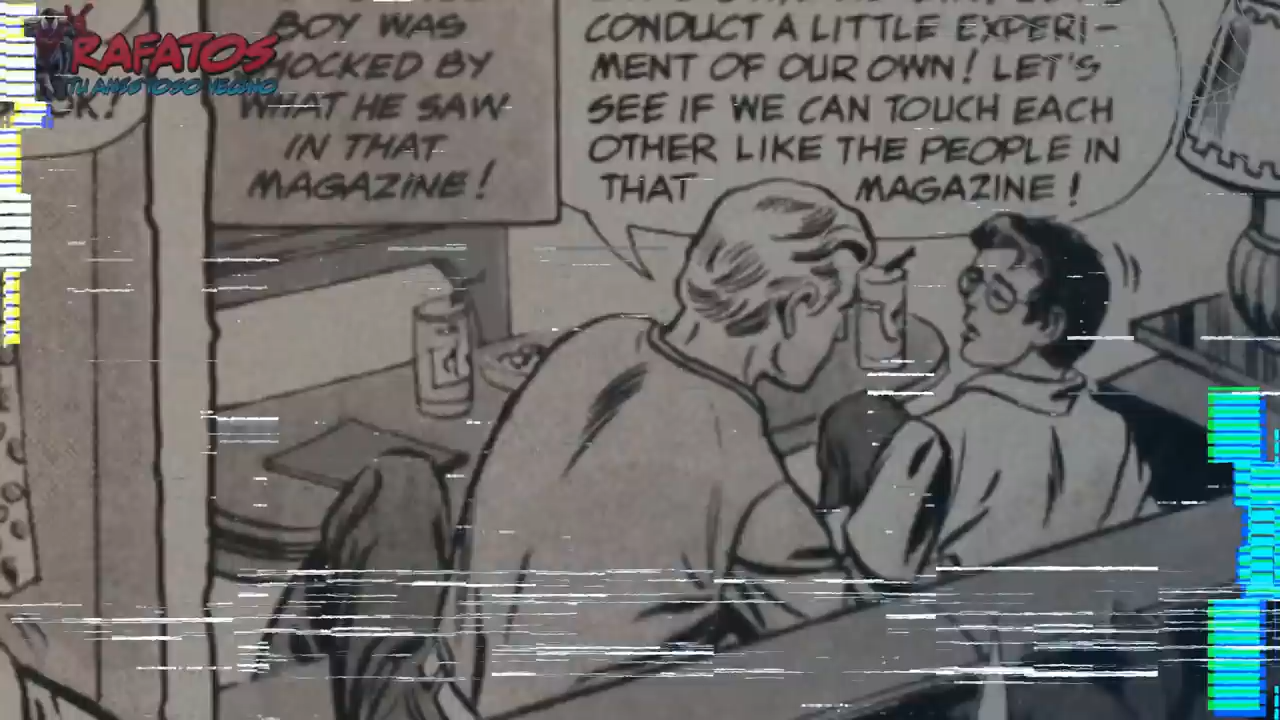 RAFATOS
CK!
BOY WAS
SHOCKED BY
WHAT HE SAW
IN THAT
MAGAZINE!
CONDUCT A LITTLE EXPERI-
MENT OF OUR OWN! LET'S
SEE IF WE CAN TOUCH EACH
OTHER LIKE THE PEOPLE IN
THAT MAGAZINE!